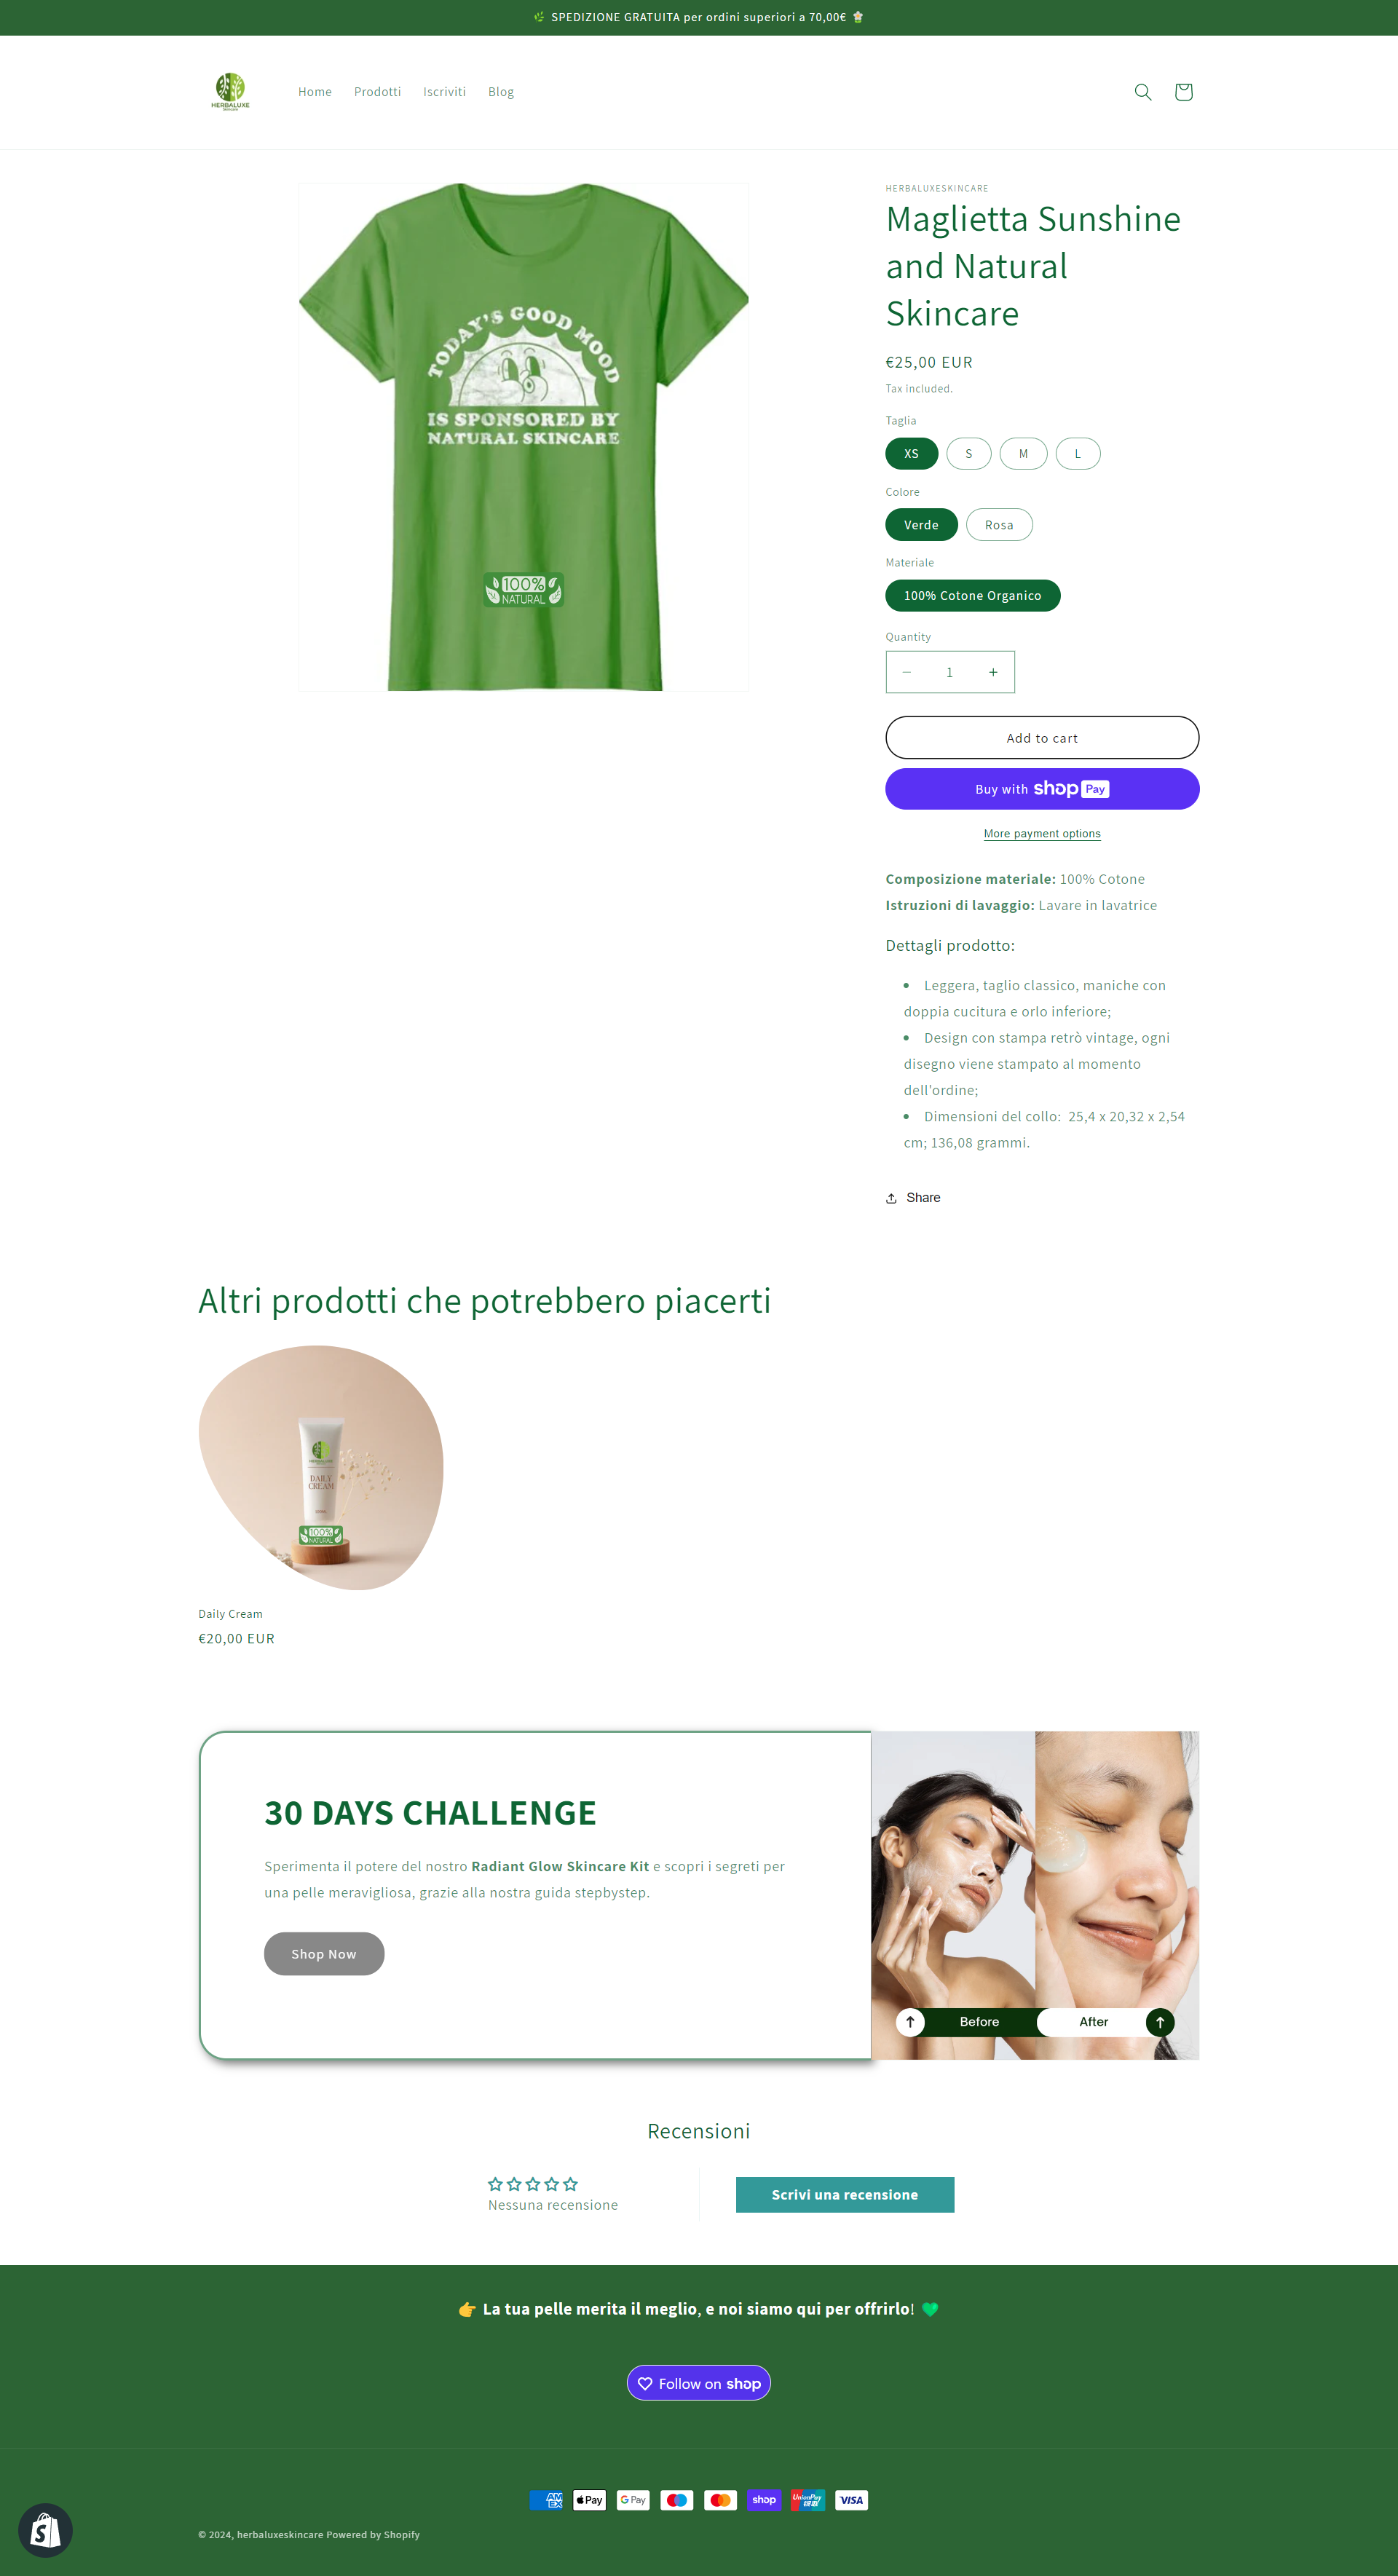 🌿 SPEDIZIONE GRATUITA per ordini superiori a 70,00€ 🪴
HERBALUXE
Home
Prodotti
Iscriviti
Blog
TODAY'S GOOD MOOD
IS SPONSORED BY
NATURAL SKINCARE
100%
NATURAL
HERBALUXESKINCARE
Maglietta Sunshine
and Natural
Skincare
€25,00 EUR
Tax included.
Taglia
XS
S
M
L
Colore
Verde
Rosa
Materiale
100% Cotone Organico
Quantity
1
Add to cart
Buy with shop Pay
More payment options
Composizione materiale: 100% Cotone
Istruzioni di lavaggio: Lavare in lavatrice
Dettagli prodotto:
• Leggera, taglio classico, maniche con
doppia cucitura e orlo inferiore;
• Design con stampa retrò vintage, ogni
disegno viene stampato al momento
dell'ordine;
• Dimensioni del collo:  25,4 x 20,32 x 2,54
cm; 136,08 grammi.
Share
Altri prodotti che potrebbero piacerti
DAILY
CREAM
100%
NATURAL
Daily Cream
€20,00 EUR
30 DAYS CHALLENGE
Sperimenta il potere del nostro Radiant Glow Skincare Kit e scopri i segreti per
una pelle meravigliosa, grazie alla nostra guida stepbystep.
Shop Now
Before
After
Recensioni
Nessuna recensione
Scrivi una recensione
👉 La tua pelle merita il meglio, e noi siamo qui per offrirlo! 💚
Follow on shop
AMEX
Pay
G Pay
shop
UnionPay
银联
VISA
© 2024, herbaluxeskincare Powered by Shopify